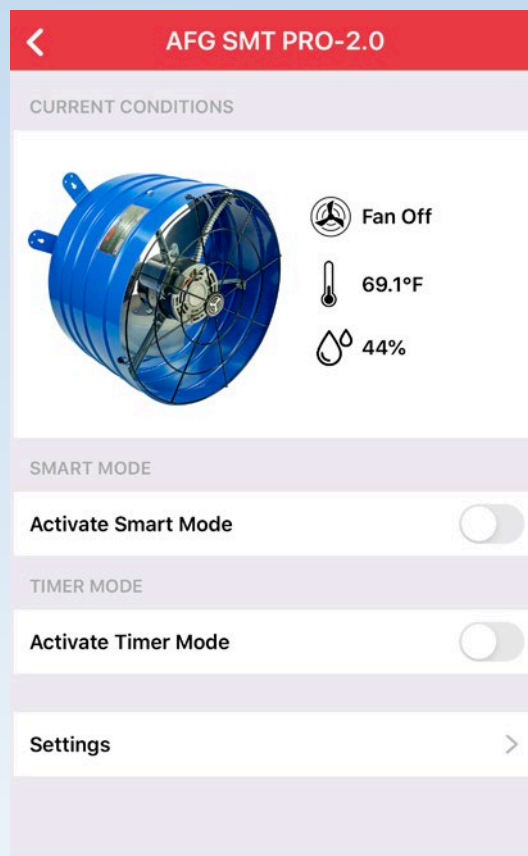 AFG SMT PRO-2.0
CURRENT CONDITIONS
Fan Off
69.1°F
44%
SMART MODE
Activate Smart Mode
TIMER MODE
Activate Timer Mode
Settings